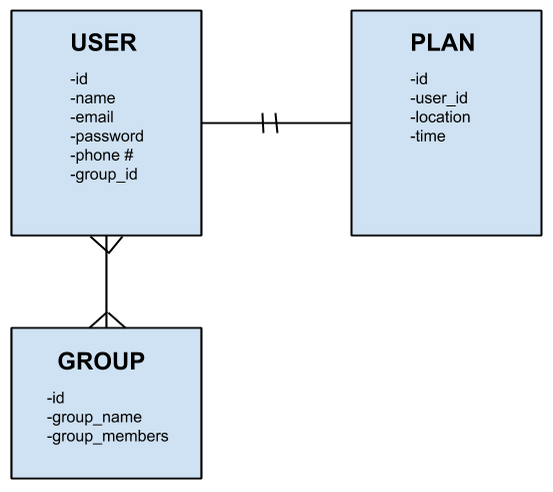 USER
-id
-name
-email
-password
-phone #
-group_id
PLAN
-id
-user_id
-location
-time
GROUP
-id
-group_name
-group_members